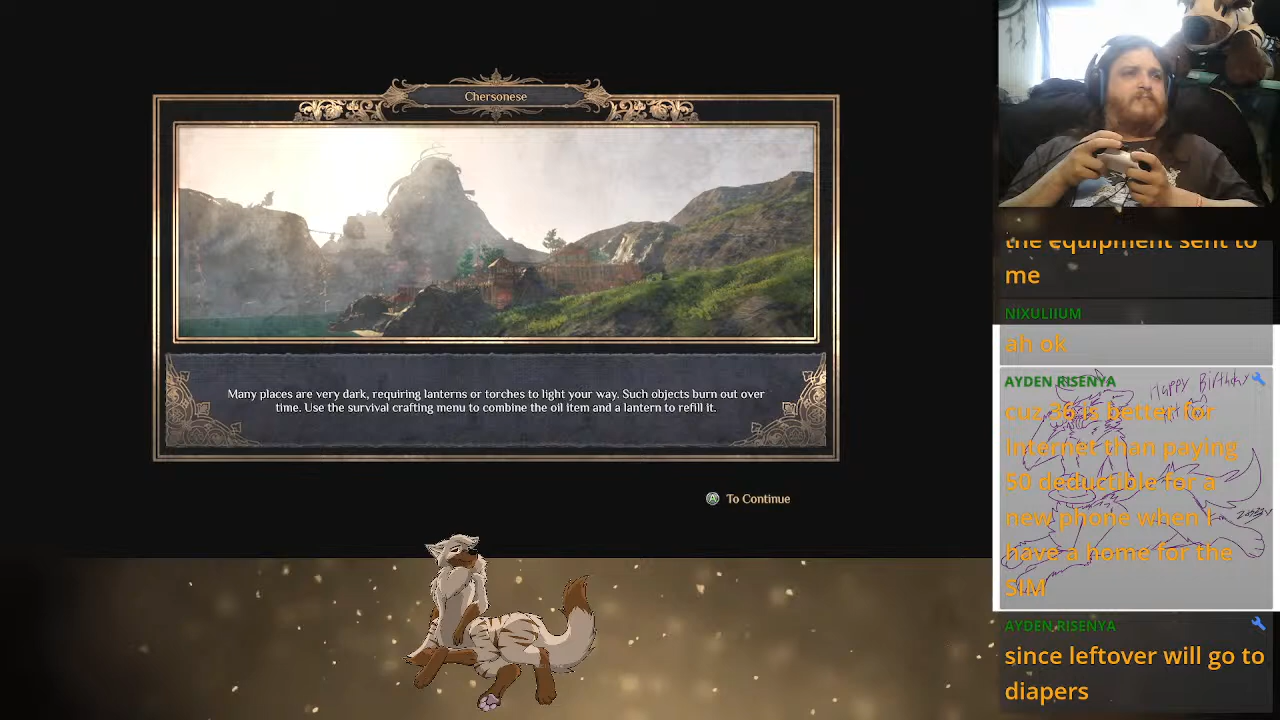 Chersonese
Many places are very dark, requiring lanterns or torches to light your way. Such objects burn out over
time. Use the survival crafting menu to combine the oil item and a lantern to refill it.
A To Continue
the equipment sent to
me
NIXULIIUM
ah ok
AYDEN RISENYA
Happy Birthday
cuz 36 is better for
Internet than paying
50 deductible for a
new phone when I
have a home for the
SIM
AYDEN RISENYA
since leftover will go to
diapers